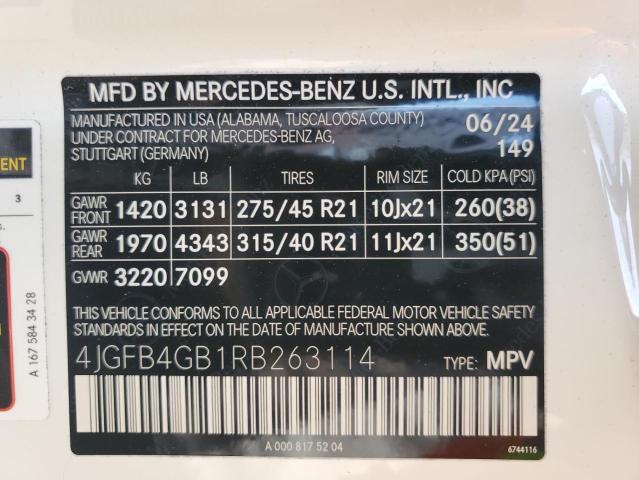 MFD BY MERCEDES-BENZ U.S. INTL., INC
MANUFACTURED IN USA (ALABAMA, TUSCALOOSA COUNTY) 06/24
UNDER CONTRACT FOR MERCEDES-BENZ AG,
STUTTGART (GERMANY) 149
KG LB TIRES RIM SIZE COLD KPA(PSI)
GAWR FRONT 1420 3131 275/45 R21 10Jx21 260(38)
GAWR REAR 1970 4343 315/40 R21 11Jx21 350(51)
GVWR 3220 7099
THIS VEHICLE CONFORMS TO ALL APPLICABLE FEDERAL MOTOR VEHICLE SAFETY
STANDARDS IN EFFECT ON THE DATE OF MANUFACTURE SHOWN ABOVE.
4JGFB4GB1RB263114 TYPE: MPV
A 000 817 52 04
6744116
ENT
3
A 167 584 34 28